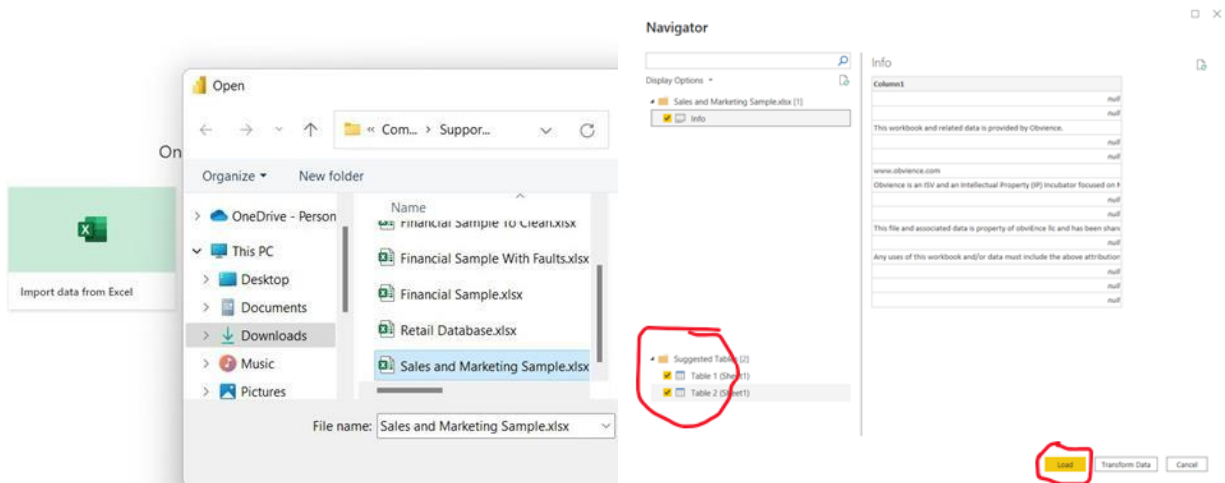 Open
« Com... › Suppor...
On
Organize
New folder
Name
OneDrive - Person
Financial Sample To Clean.xlsx
This PC
Financial Sample With Faults.xlsx
Desktop
Financial Sample.xlsx
Import data from Excel
Documents
Retail Database.xlsx
Downloads
Sales and Marketing Sample.xlsx
Music
Pictures
File name:
Sales and Marketing Sample.xlsx
Navigator
Display Options
Sales and Marketing Sample.xlsx [1]
Info
Suggested Tables [2]
Table 1 (Sheet1)
Table 2 (Sheet1)
Info
Column1
null
null
This workbook and related data is provided by Obvience.
null
null
www.obvience.com
Obvience is an ISV and an Intellectual Property (IP) Incubator focused on
null
null
This file and associated data is property of obviEnce llc and has been
null
Any uses of this workbook and/or data must include the above
null
null
null
Load
Transform Data
Cancel